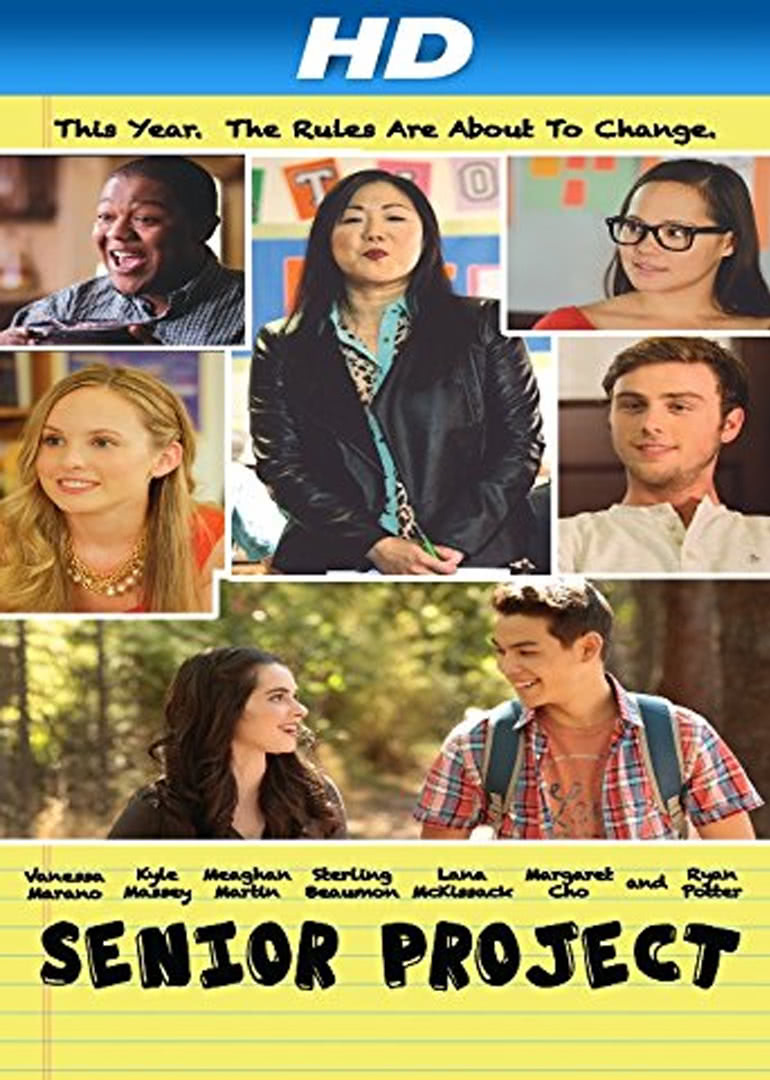 HD
This Year. The Rules Are About To Change.
T O
Vanessa Kyle Meaghan Sterling Lana Margaret and Ryan
Marano Massey Martin Beaumon McKissack Cho Potter
SENIOR PROJECT